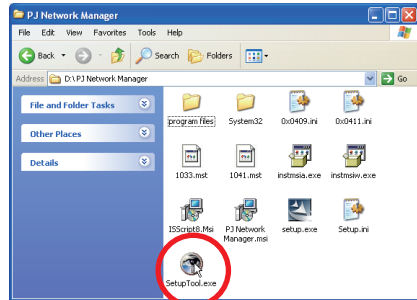 PJ Network Manager
File Edit View Favorites Tools Help
Back Search Folders
Address D:\PJ Network Manager Go
File and Folder Tasks
Other Places
Details
program files System32 0x0409.ini 0x0411.ini
1033.mst 1041.mst instmsia.exe instmsiw.exe
ISScript8.Msi PJ Network Manager.msi setup.exe Setup.ini
SetupTool.exe